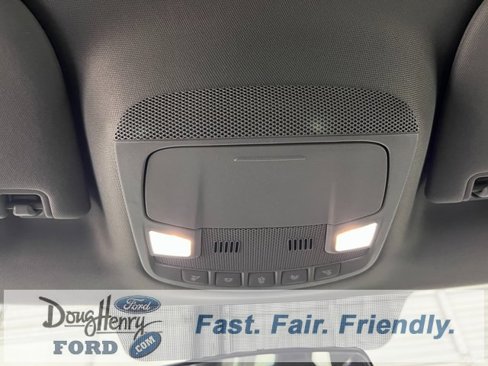 Ford
Doug Henry
FORD
.COM
Fast. Fair. Friendly.